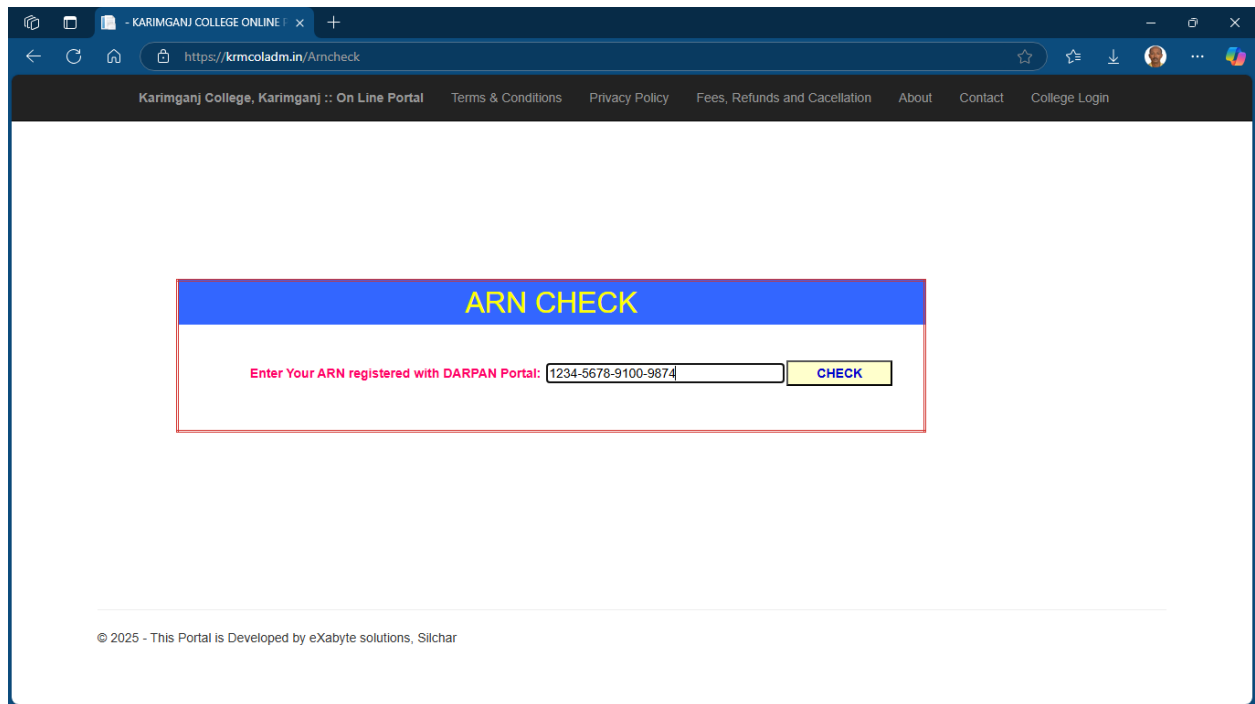 - KARIMGANJ COLLEGE ONLINE P
https://krmcoladm.in/Arncheck
Karimganj College, Karimganj :: On Line Portal Terms & Conditions Privacy Policy Fees, Refunds and Cacellation About Contact College Login
ARN CHECK
Enter Your ARN registered with DARPAN Portal: 1234-5678-9100-9874 CHECK
© 2025 - This Portal is Developed by eXabyte solutions, Silchar